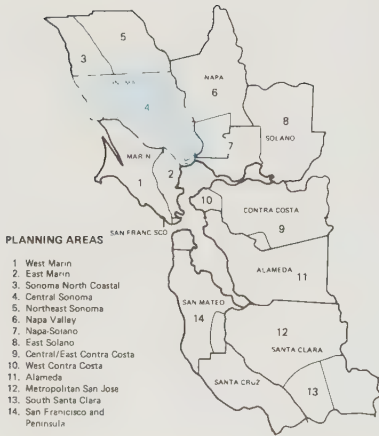 5
3
NAPA
6
4
8
SOLANO
7
MARIN
1
2
10
CONTRA COSTA
SAN FRANCISCO
9
PLANNING AREAS
1 West Marin
2. East Marin
3. Sonoma North Coastal
4. Central Sonoma
5. Northeast Sonoma
6. Napa Valley
7. Napa-Solano
8. East Solano
9. Central/East Contra Costa
10. West Contra Costa
11. Alameda
12. Metropolitan San Jose
13. South Santa Clara
14. San Francisco and
Peninsula
ALAMEDA
11
SAN MATEO
14
12
SANTA CLARA
SANTA CRUZ
13